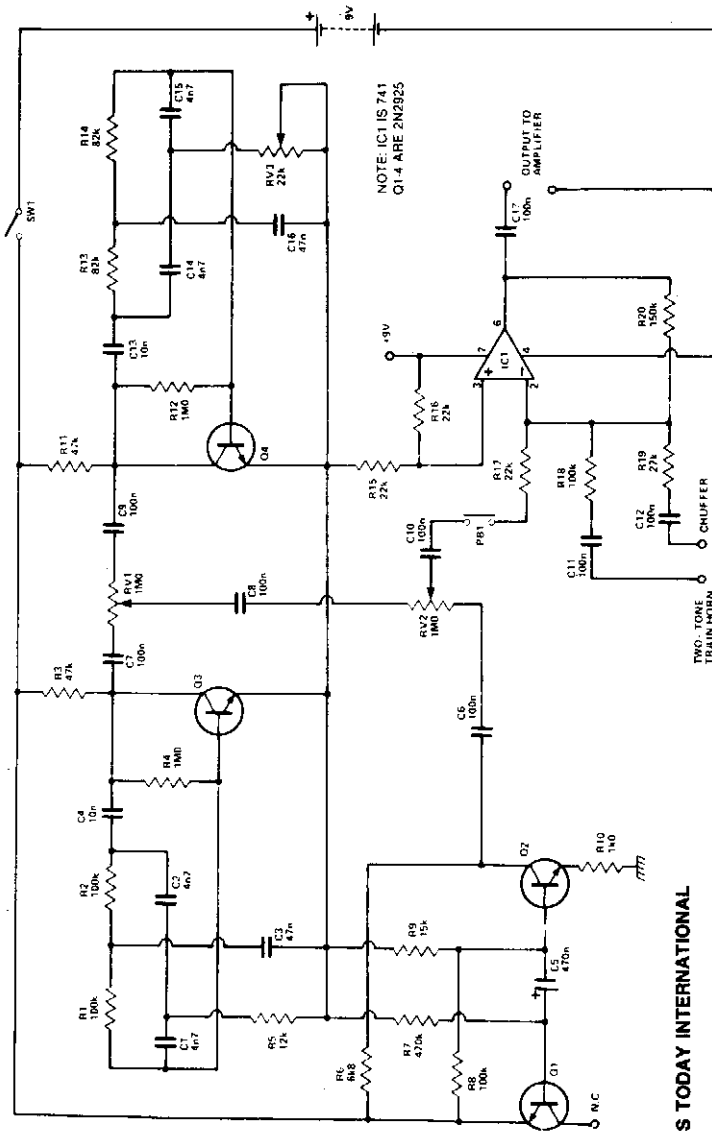 SW1
+
9V
R11
47k
R3
47k
C13
10n
R13
82k
R14
82k
C15
4n7
C14
4n7
C16
47n
RV3
22k
R12
1M0
Q4
C9
100n
RV1
1M0
C7
100n
C8
100n
Q3
R4
1M0
C4
10n
R2
100k
R1
100k
C2
4n7
C1
4n7
C3
47n
R5
12k
R15
22k
R16
22k
+9V
NOTE: IC1 IS 741
Q1-4 ARE 2N2925
3
+
7
6
IC1
2
–
4
C17
100n
OUTPUT TO
AMPLIFIER
R20
150k
R17
22k
R18
100k
R19
27k
C11
100n
C12
100n
TWO-TONE
TRAIN HORN
CHUFFER
PB1
C10
100n
RV2
1M0
C6
100n
R6
6k8
R7
470k
R8
100k
R9
15k
+
C5
470n
Q2
R10
1k0
Q1
N.C
S TODAY INTERNATIONAL